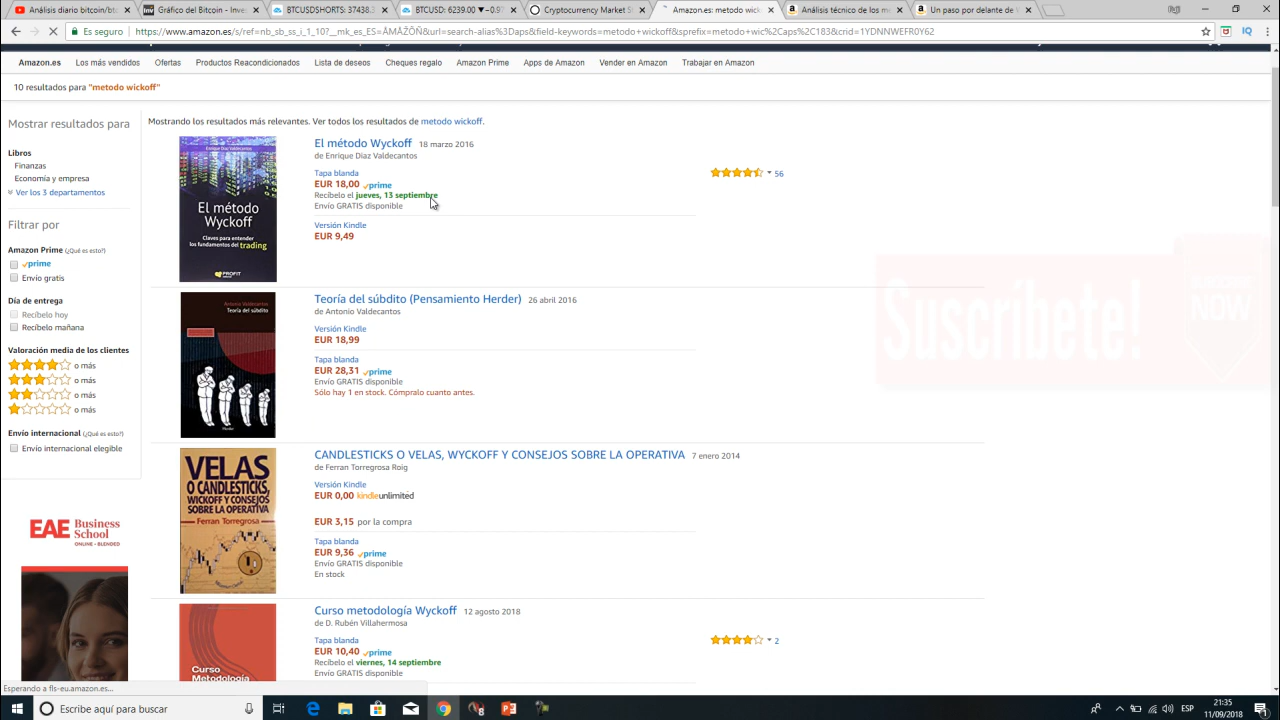 Análisis diario bitcoin/bt
Gráfico del Bitcoin - Inve
BTCUSDSHORTS: 37438.3
BTCUSD: 6239.00 ▼−0.9
Cryptocurrency Market S
Amazon.es: metodo wick
Análisis técnico de los me
Un paso por delante de W
Es seguro
https://www.amazon.es/s/ref=nb_sb_ss_i_1_10?__mk_es_ES=ÅMÅŽÕÑ&url=search-alias%3Daps&field-keywords=metodo+wickoff&sprefix=metodo+wic%2Caps%2C183&crid=1YDNNWEFR0Y62
Amazon.es Los más vendidos Ofertas Productos Reacondicionados Lista de deseos Cheques regalo Amazon Prime Apps de Amazon Vender en Amazon Trabajar en Amazon
10 resultados para "metodo wickoff"
Mostrar resultados para
Libros
Finanzas
Economía y empresa
Ver los 3 departamentos
Filtrar por
Amazon Prime (¿Qué es esto?)
prime
Envío gratis
Día de entrega
Recíbelo hoy
Recíbelo mañana
Valoración media de los clientes
o más
o más
o más
o más
Envío internacional (¿Qué es esto?)
Envío internacional elegible
EAE Business
School
ONLINE - BLENDED
Mostrando los resultados más relevantes. Ver todos los resultados de metodo wickoff.
Enrique Díaz Valdecantos
El método
Wyckoff
Claves para entender
los fundamentos del trading
PROFIT
El método Wyckoff 18 marzo 2016
de Enrique Diaz Valdecantos
Tapa blanda
EUR 18,00 prime
Recíbelo el jueves, 13 septiembre
Envío GRATIS disponible
Versión Kindle
EUR 9,49
56
Antonio Valdecantos
Teoría del súbdito
Teoría del súbdito (Pensamiento Herder) 26 abril 2016
de Antonio Valdecantos
Versión Kindle
EUR 18,99
Tapa blanda
EUR 28,31 prime
Envío GRATIS disponible
Sólo hay 1 en stock. Cómpralo cuanto antes.
Suscríbete.
NOW
VELAS
O CANDLESTICKS,
WYCKOFF Y CONSEJOS
SOBRE LA OPERATIVA
Ferran Torregrosa
CANDLESTICKS O VELAS, WYCKOFF Y CONSEJOS SOBRE LA OPERATIVA 7 enero 2014
de Ferran Torregrosa Roig
Versión Kindle
EUR 0,00 kindleunlimited
EUR 3,15 por la compra
Tapa blanda
EUR 9,36 prime
Envío GRATIS disponible
En stock
Curso
Metodología
Curso metodología Wyckoff 12 agosto 2018
de D. Rubén Villahermosa
Tapa blanda
EUR 10,40 prime
Recíbelo el viernes, 14 septiembre
Envío GRATIS disponible
2
Esperando a fls-eu.amazon.es...
Escribe aquí para buscar
ESP
21:35
11/09/2018